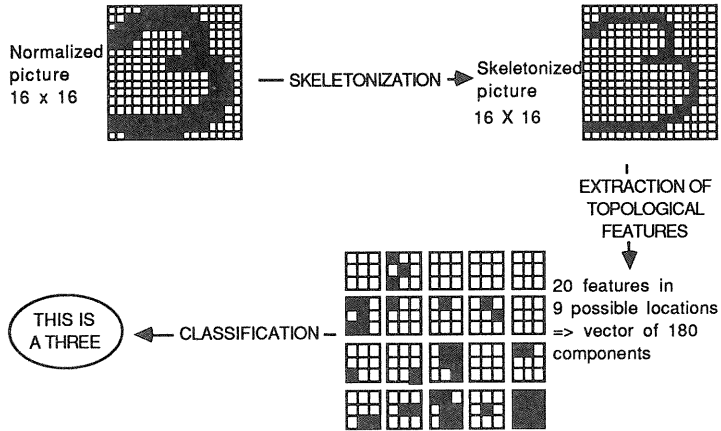 Normalized
picture
16 x 16
SKELETONIZATION
Skeletonized
picture
16 X 16
EXTRACTION OF
TOPOLOGICAL
FEATURES
20 features in
9 possible locations
=> vector of 180
components
CLASSIFICATION
THIS IS
A THREE